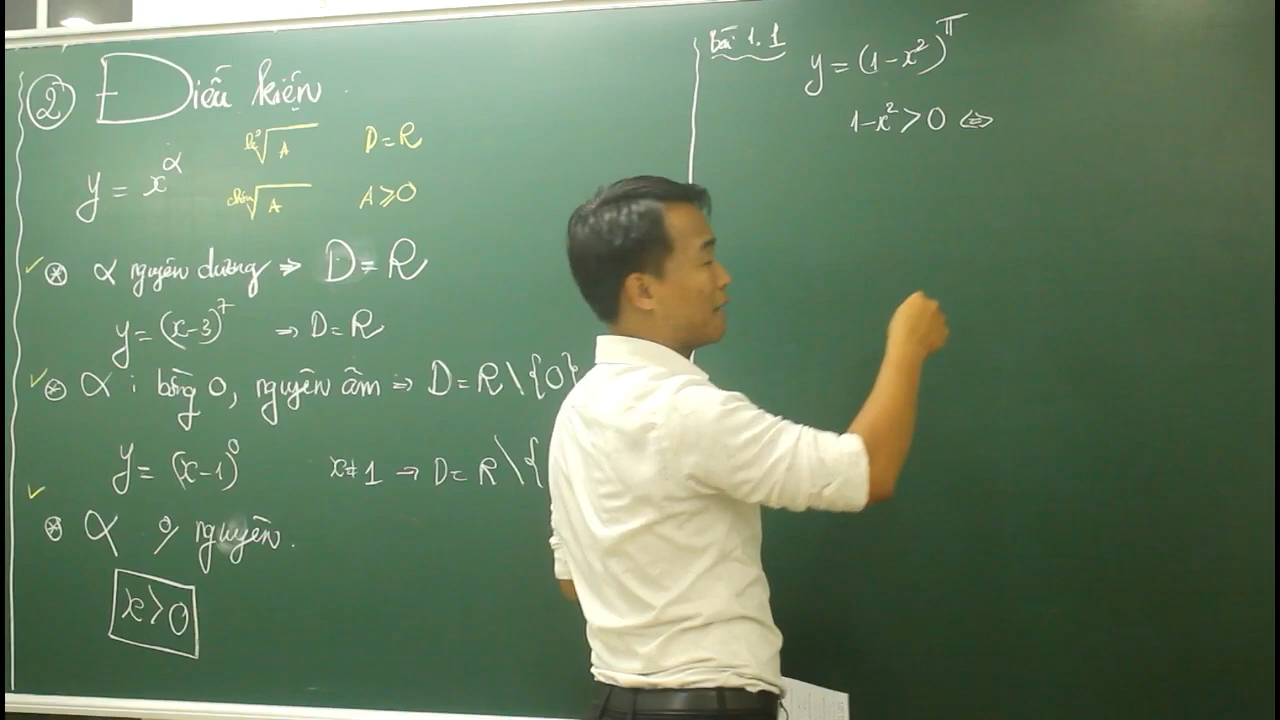 ② Điều kiện
y = x^α
lẻ√A D=R
chẵn√A A⩾0
⊛ α nguyên dương ⇒ D=R
y = (x-3)^7 ⇒ D=R
⊛ α : bằng 0, nguyên âm ⇒ D=R\{0}
y = (x-1)^0 x≠1 → D=R\{
⊛ α % nguyên.
x>0
bài 1.1 y=(1-x²)^π
1-x²>0 ⇔